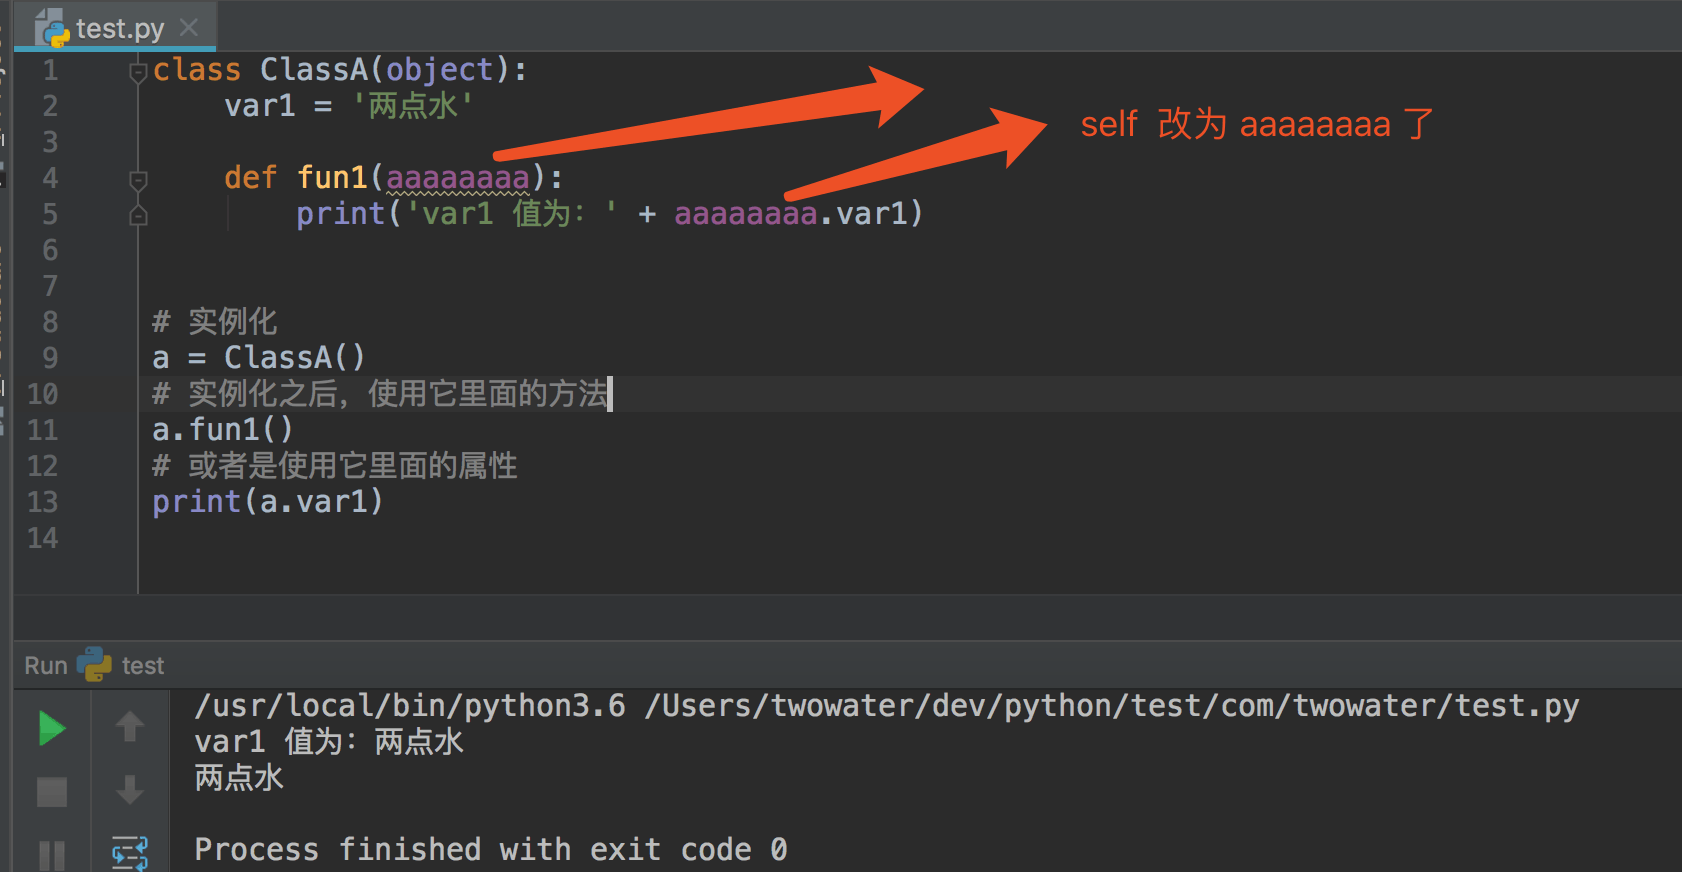 test.py
1 class ClassA(object):
2     var1 = '两点水'
3
4     def fun1(aaaaaaaa):
5         print('var1 值为：' + aaaaaaaa.var1)
self 改为 aaaaaaaa 了
6
7
8 # 实例化
9 a = ClassA()
10 # 实例化之后，使用它里面的方法
11 a.fun1()
12 # 或者是使用它里面的属性
13 print(a.var1)
14
Run test
/usr/local/bin/python3.6 /Users/twowater/dev/python/test/com/twowater/test.py
var1 值为：两点水
两点水
Process finished with exit code 0